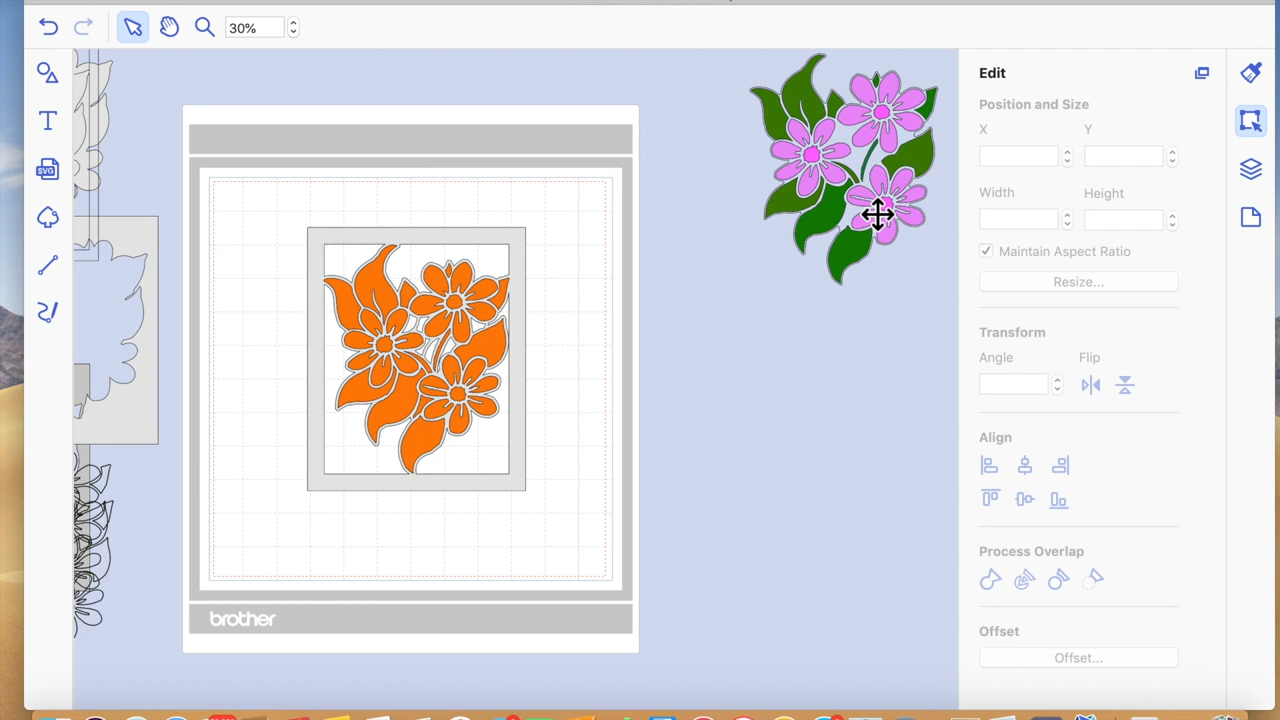 30%
T
SVG
brother
Edit
Position and Size
X
Y
Width
Height
Maintain Aspect Ratio
Resize...
Transform
Angle
Flip
Align
Process Overlap
Offset
Offset...